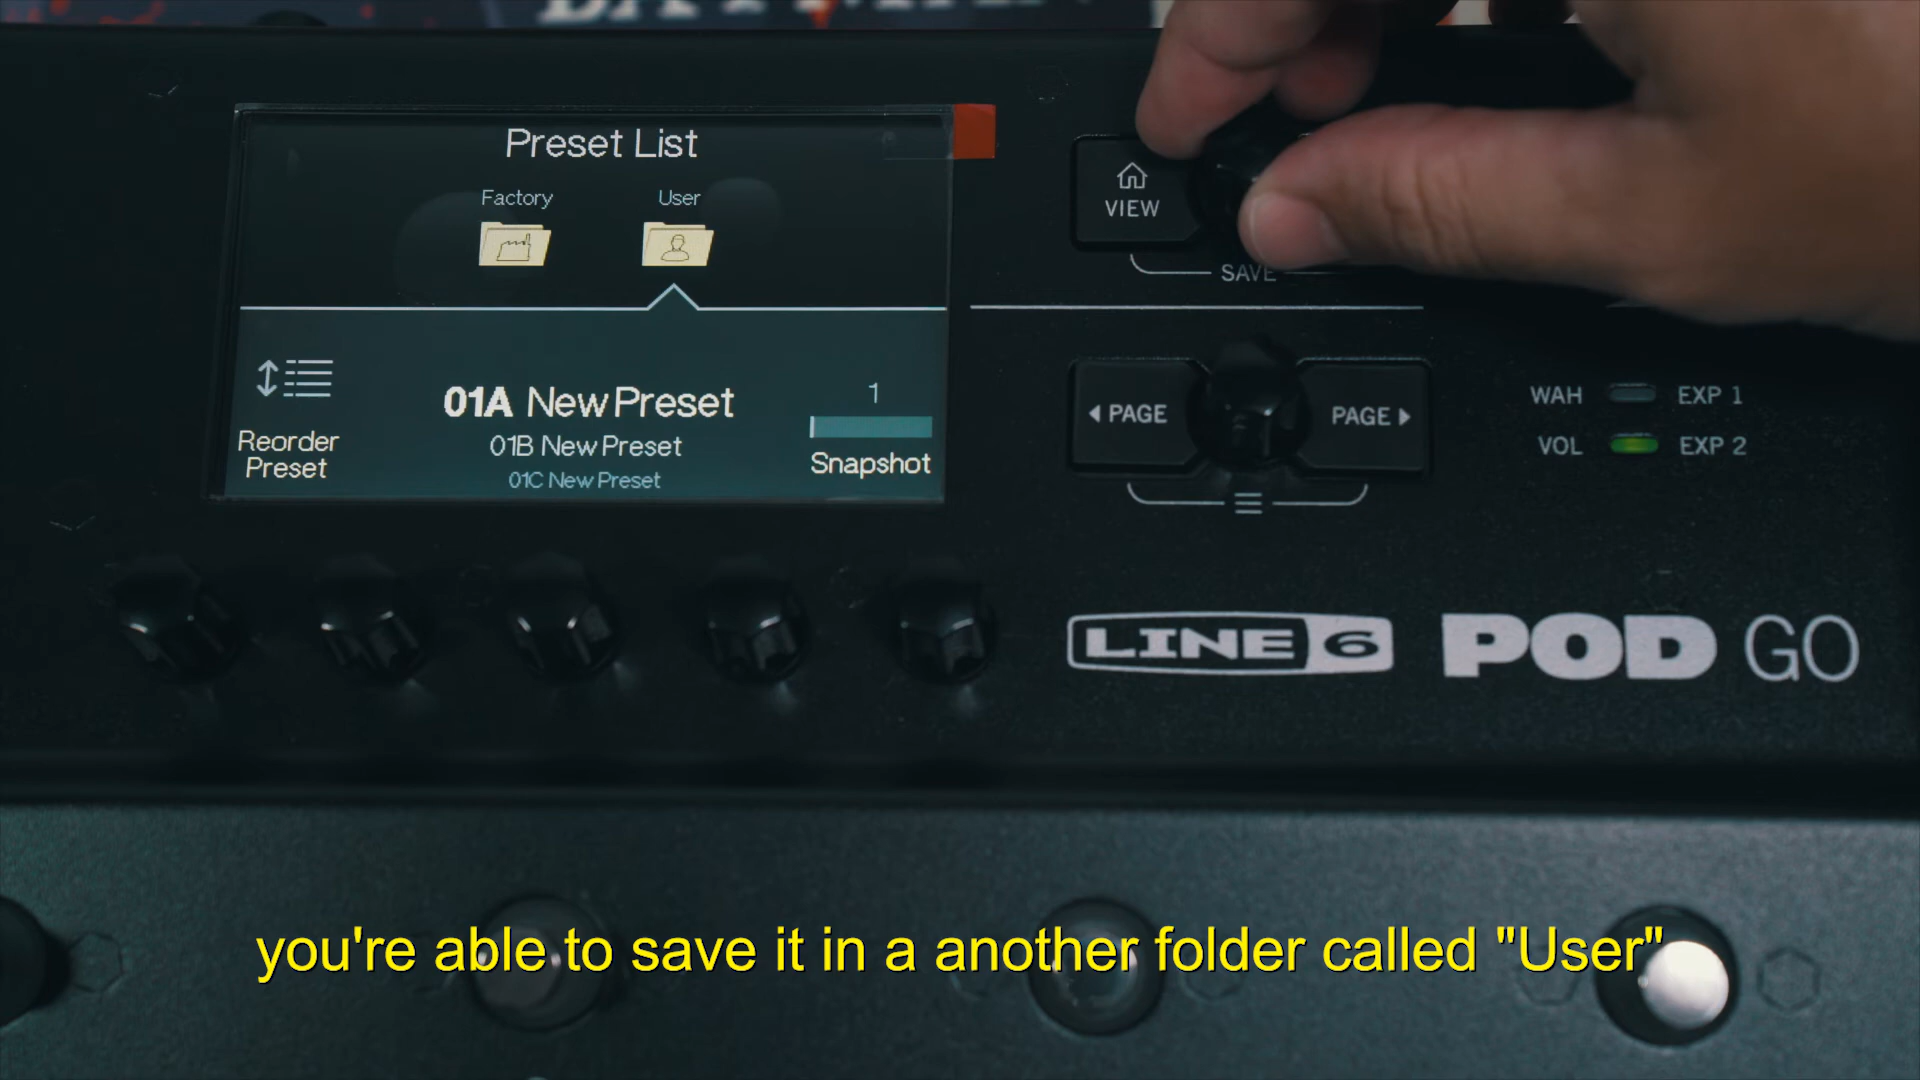 Preset List
Factory
User
Reorder
Preset
01A New Preset
01B New Preset
01C New Preset
1
Snapshot
VIEW
SAVE
PAGE
PAGE
WAH
EXP 1
VOL
EXP 2
LINE 6
POD GO
you're able to save it in a another folder called "User"